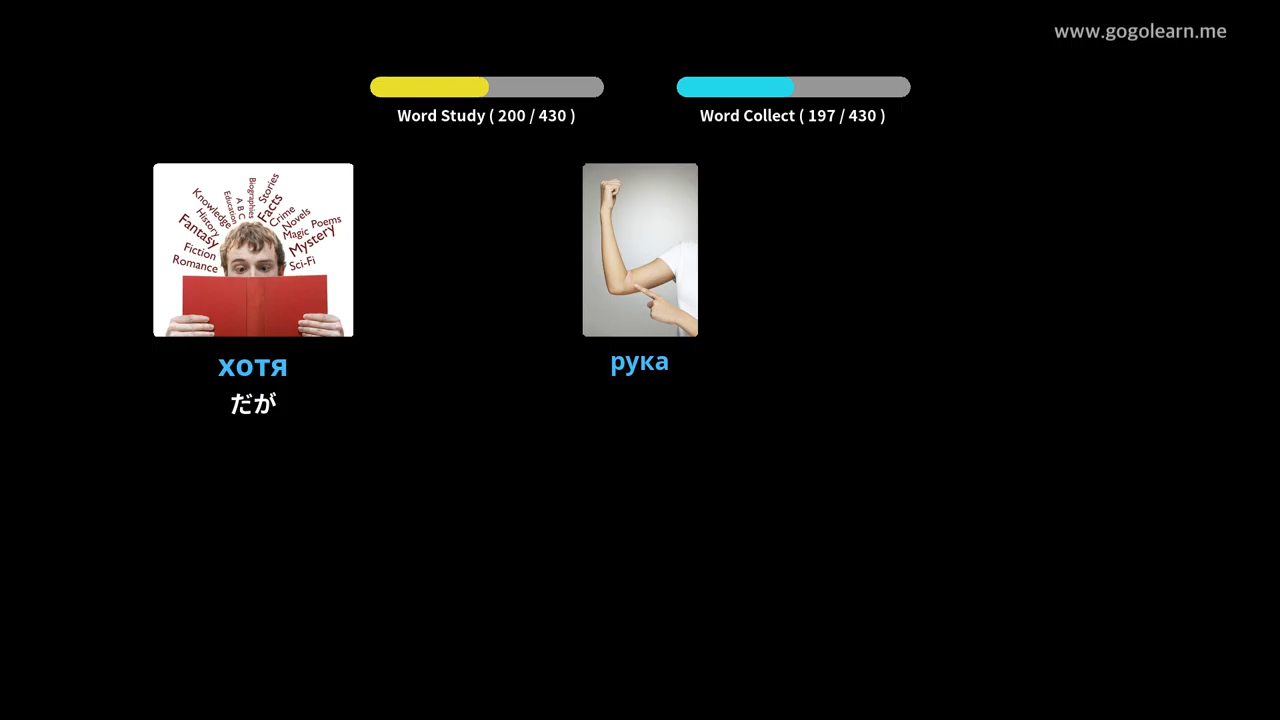 www.gogolearn.me
Word Study ( 200 / 430 )
Word Collect ( 197 / 430 )
Knowledge
History
Fantasy
Fiction
Romance
Education
A B C
Biographies
Stories
Facts
Crime
Novels
Magic
Poems
Mystery
Sci-Fi
хотя
だが
рука